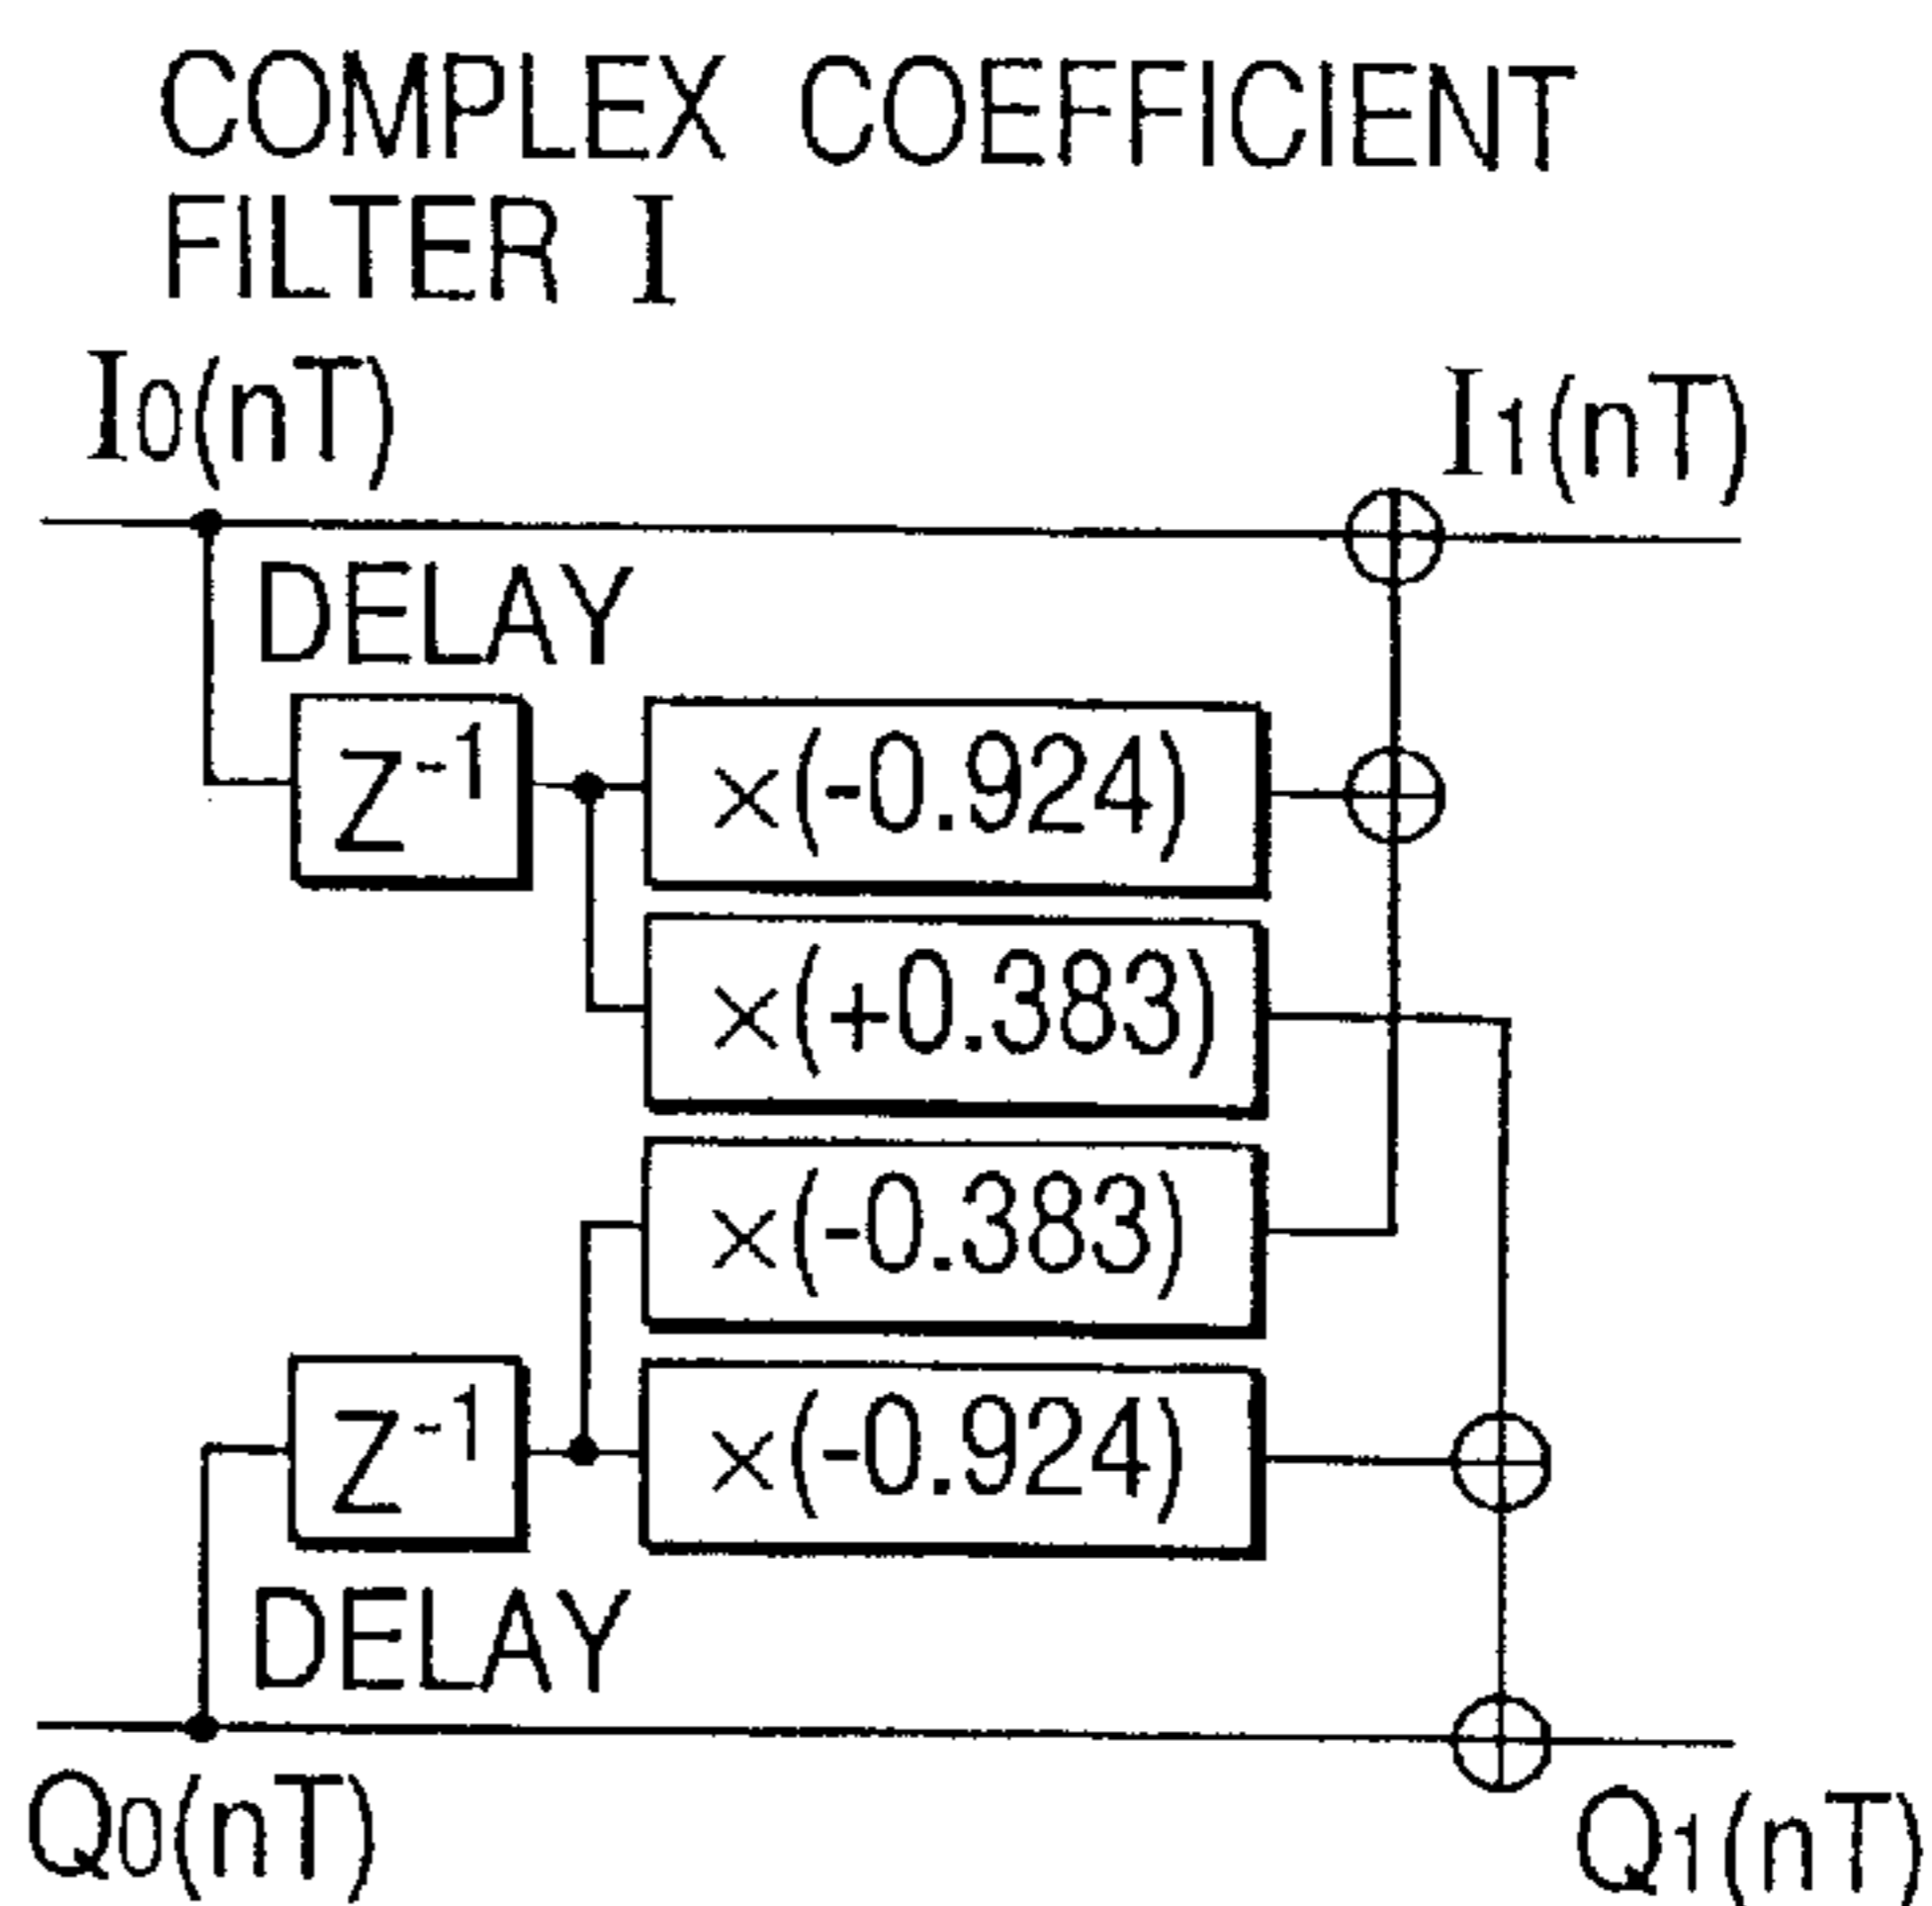 COMPLEX COEFFICIENT
FILTER I
I0(nT)
I1(nT)
DELAY
Z-1
×(-0.924)
×(+0.383)
×(-0.383)
Z-1
×(-0.924)
DELAY
Q0(nT)
Q1(nT)